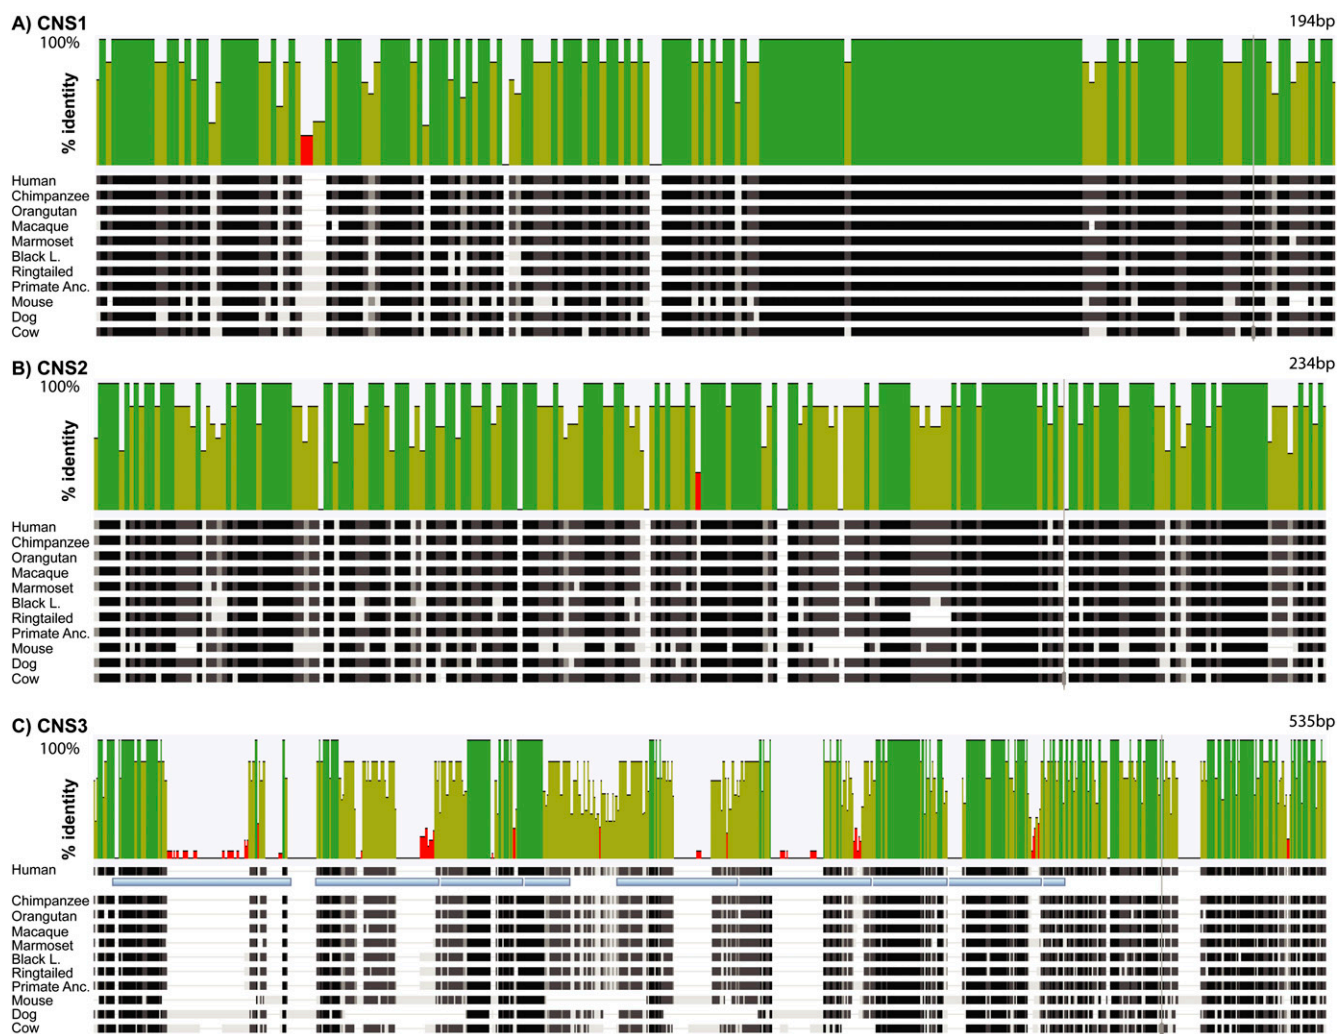 A) CNS1
194bp
100%
% identity
Human
Chimpanzee
Orangutan
Macaque
Marmoset
Black L.
Ringtailed
Primate Anc.
Mouse
Dog
Cow
B) CNS2
234bp
100%
% identity
Human
Chimpanzee
Orangutan
Macaque
Marmoset
Black L.
Ringtailed
Primate Anc.
Mouse
Dog
Cow
C) CNS3
535bp
100%
% identity
Human
Chimpanzee
Orangutan
Macaque
Marmoset
Black L.
Ringtailed
Primate Anc.
Mouse
Dog
Cow